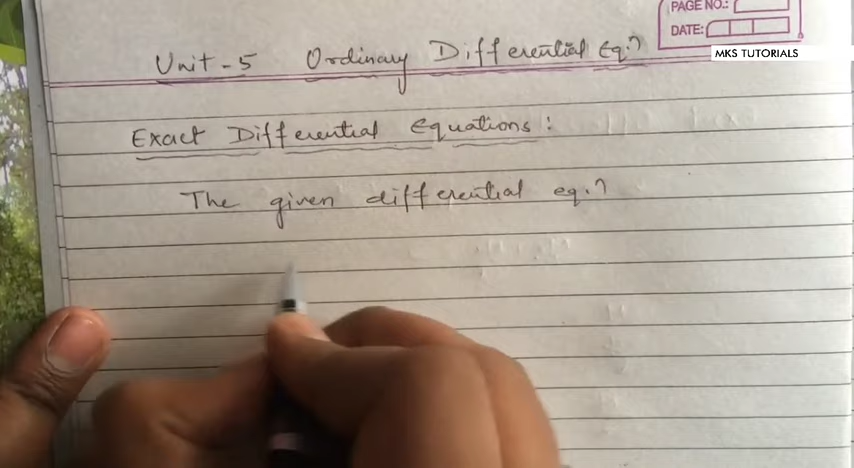 PAGE NO.:
DATE:
MKS TUTORIALS
Unit-5 Ordinary Differential Eq.n
Exact Differential Equations:
The given differential eq.n